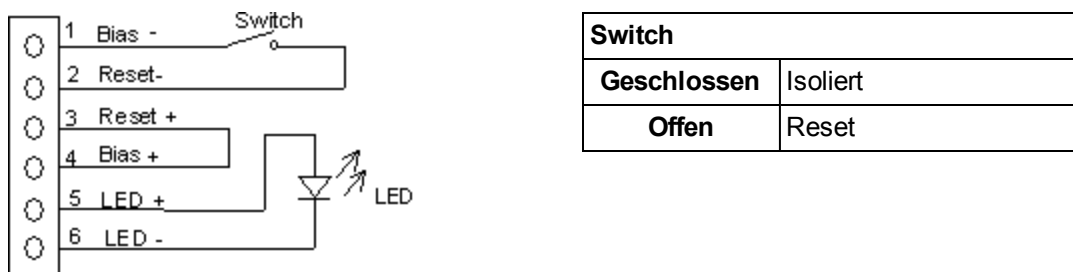 Switch
1 Bias -
2 Reset-
3 Reset +
4 Bias +
5 LED +
6 LED -
LED
Switch
Geschlossen Isoliert
Offen Reset